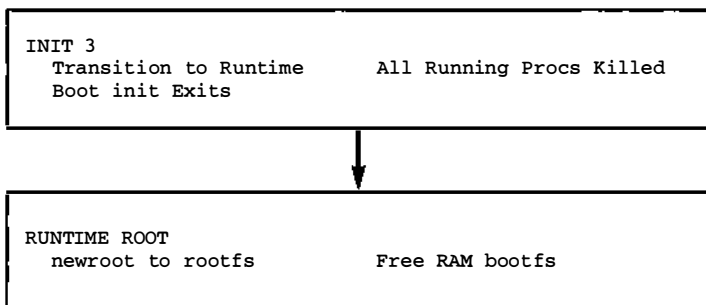 INIT 3
Transition to Runtime All Running Procs Killed
Boot init Exits
RUNTIME ROOT
newroot to rootfs Free RAM bootfs